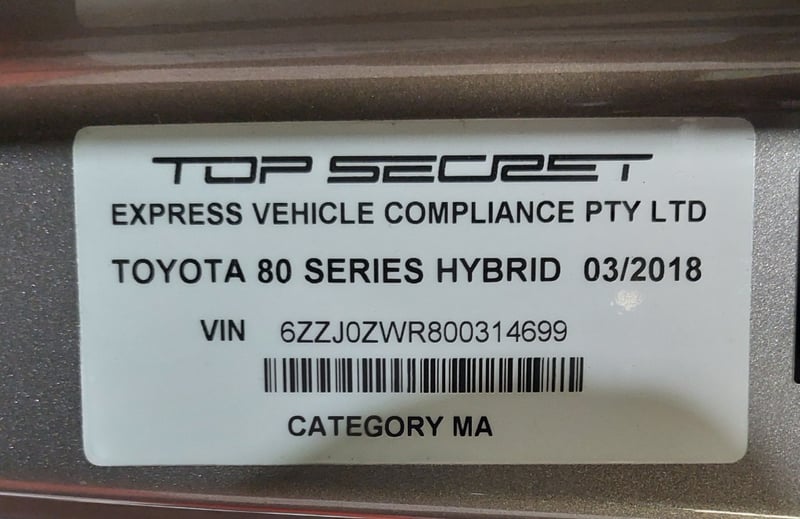 TOP SECRET
EXPRESS VEHICLE COMPLIANCE PTY LTD
TOYOTA 80 SERIES HYBRID 03/2018
VIN 6ZZJ0ZWR800314699
CATEGORY MA